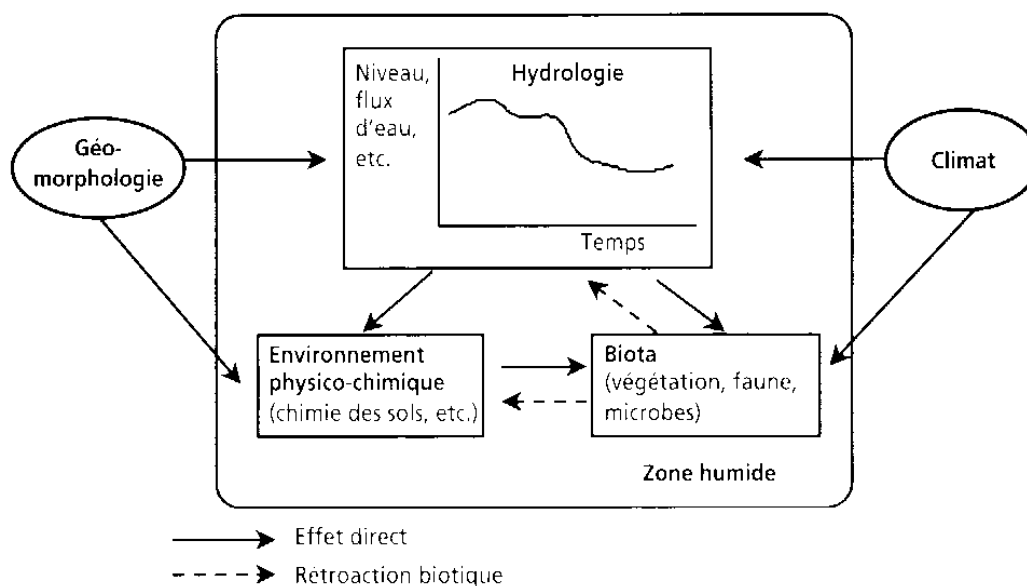 Niveau,
flux
d'eau,
etc.
Hydrologie
Temps
Géo-
morphologie
Climat
Environnement
physico-chimique
(chimie des sols, etc.)
Biota
(végétation, faune,
microbes)
Zone humide
Effet direct
Rétroaction biotique